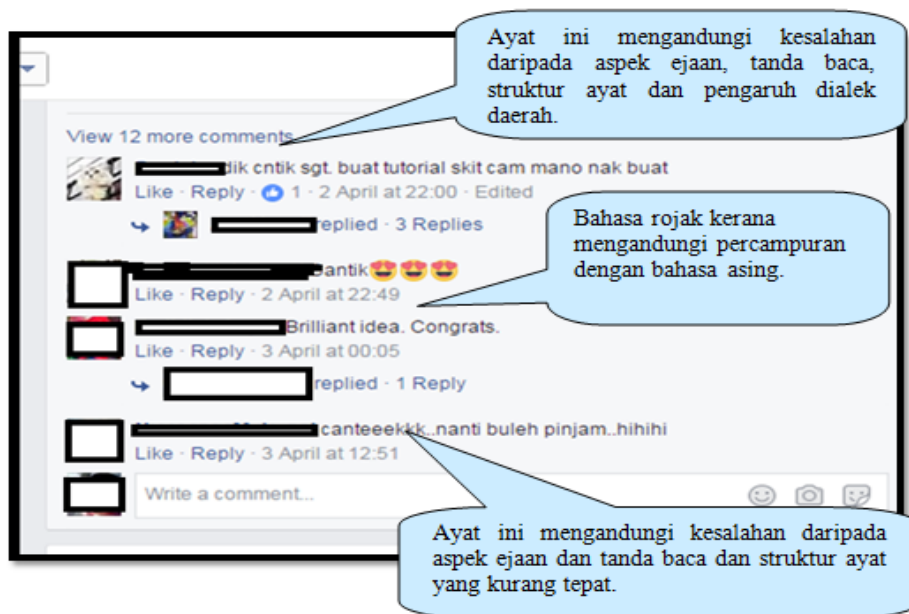 Ayat ini mengandungi kesalahan
daripada aspek ejaan, tanda baca,
struktur ayat dan pengaruh dialek
daerah.
View 12 more comments
dik cntik sgt. buat tutorial skit cam mano nak buat
Like · Reply · 1 · 2 April at 22:00 · Edited
replied · 3 Replies
Bahasa rojak kerana
mengandungi percampuran
dengan bahasa asing.
Cantik😍😍😍
Like · Reply · 2 April at 22:49
Brilliant idea. Congrats.
Like · Reply · 3 April at 00:05
replied · 1 Reply
canteeekkk..nanti buleh pinjam..hihihi
Like · Reply · 3 April at 12:51
Write a comment...
Ayat ini mengandungi kesalahan daripada
aspek ejaan dan tanda baca dan struktur ayat
yang kurang tepat.